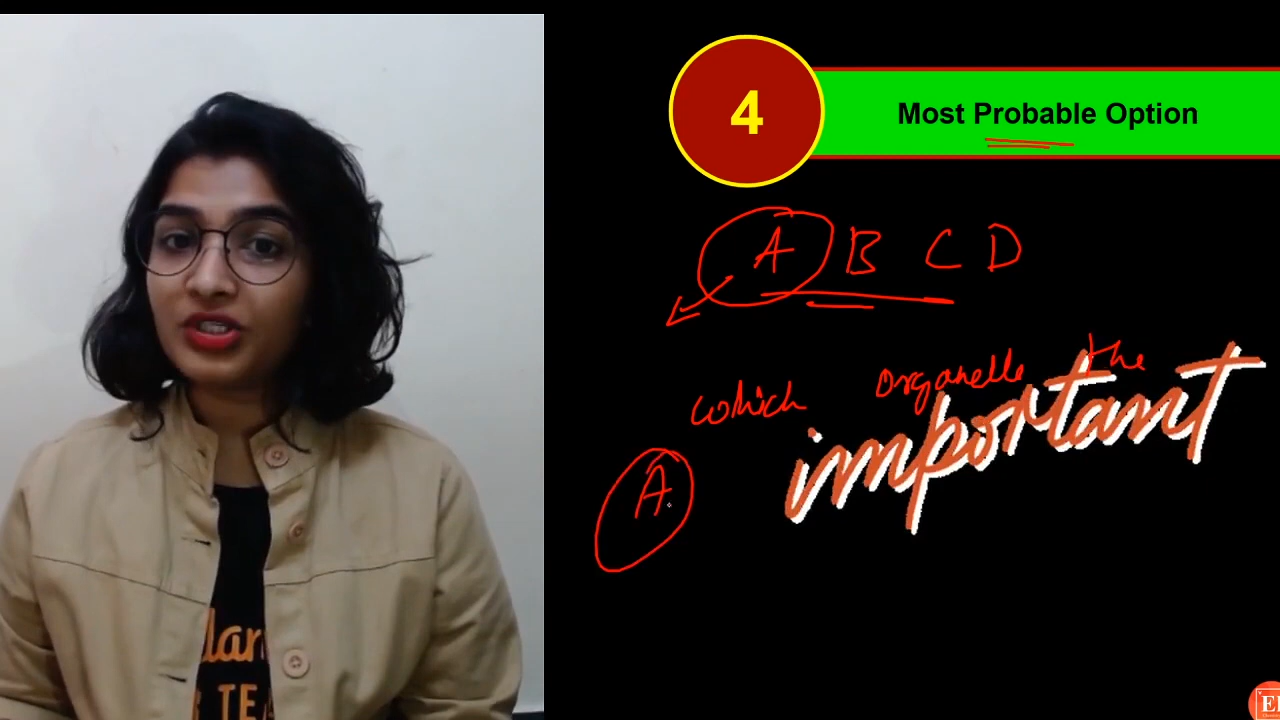 4
Most Probable Option
A B C D
which organelle the
important
A